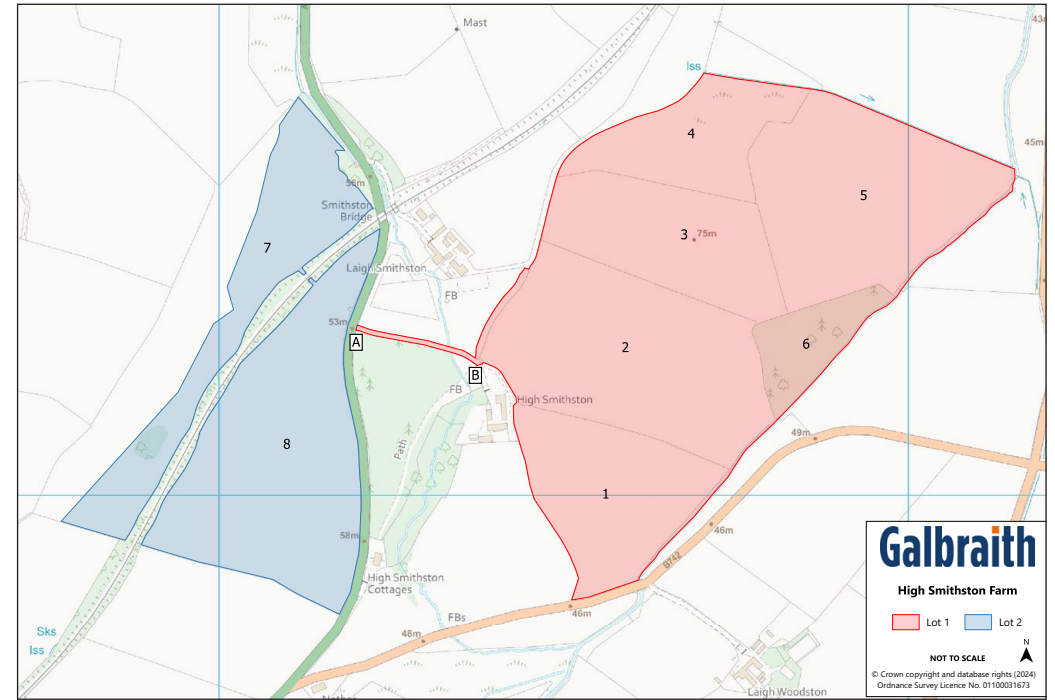 Mast
43m
Iss
4
45m
56m
5
Smithston
Bridge
3
75m
7
Laigh Smithston
FB
53m
A
2
6
B
FB
High Smithston
49m
8
Path
1
46m
58m
B742
High Smithston
Cottages
FBs
46m
48m
Sks
Iss
Laigh Woodston
Galbraith
High Smithston Farm
Lot 1
Lot 2
NOT TO SCALE
N
© Crown copyright and database rights (2024)
Ordnance Survey Licence No. 01100031673